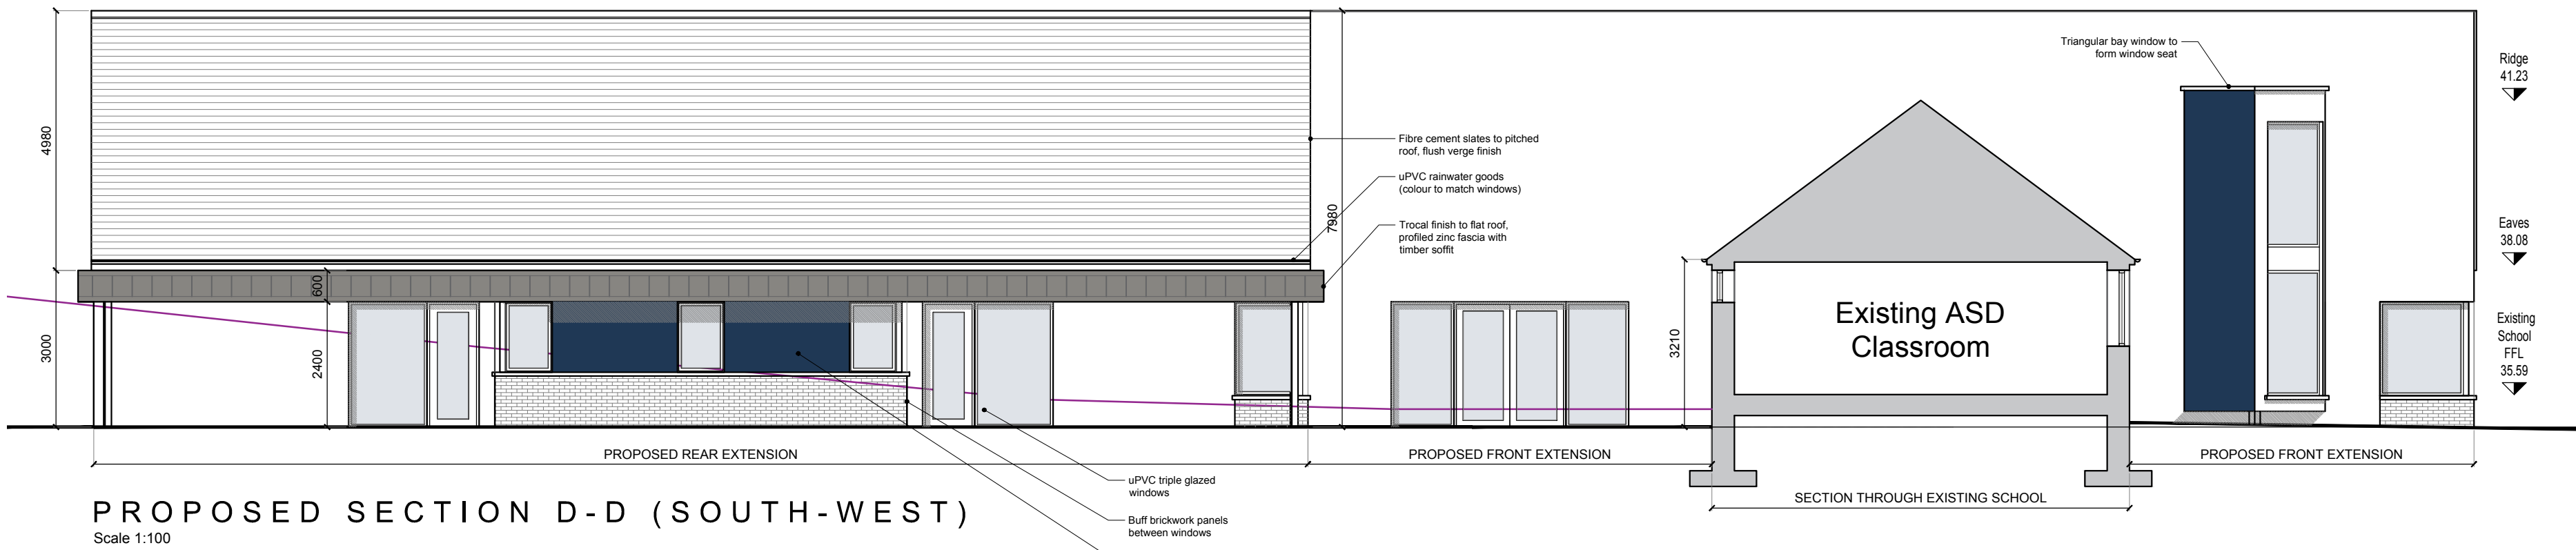 4980
3000
600
2400
Fibre cement slates to pitched
roof, flush verge finish
uPVC rainwater goods
(colour to match windows)
7980
Trocal finish to flat roof,
profiled zinc fascia with
timber soffit
3210
Existing ASD
Classroom
Triangular bay window to
form window seat
Ridge
41.23
Eaves
38.08
Existing
School
FFL
35.59
PROPOSED REAR EXTENSION
PROPOSED FRONT EXTENSION
PROPOSED FRONT EXTENSION
SECTION THROUGH EXISTING SCHOOL
uPVC triple glazed
windows
Buff brickwork panels
between windows
PROPOSED SECTION D-D (SOUTH-WEST)
Scale 1:100